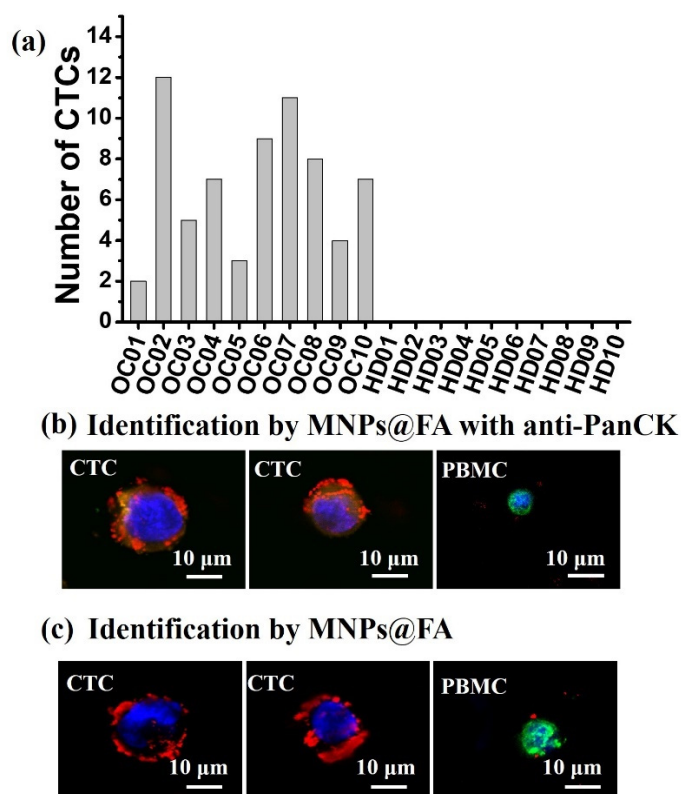 (a)
Number of CTCs
14
12
10
8
6
4
2
0
OC01 OC02 OC03 OC04 OC05 OC06 OC07 OC08 OC09 OC10 HD01 HD02 HD03 HD04 HD05 HD06 HD07 HD08 HD09 HD10
(b) Identification by MNPs@FA with anti-PanCK
CTC CTC PBMC
10 µm 10 µm 10 µm
(c) Identification by MNPs@FA
CTC CTC PBMC
10 µm 10 µm 10 µm